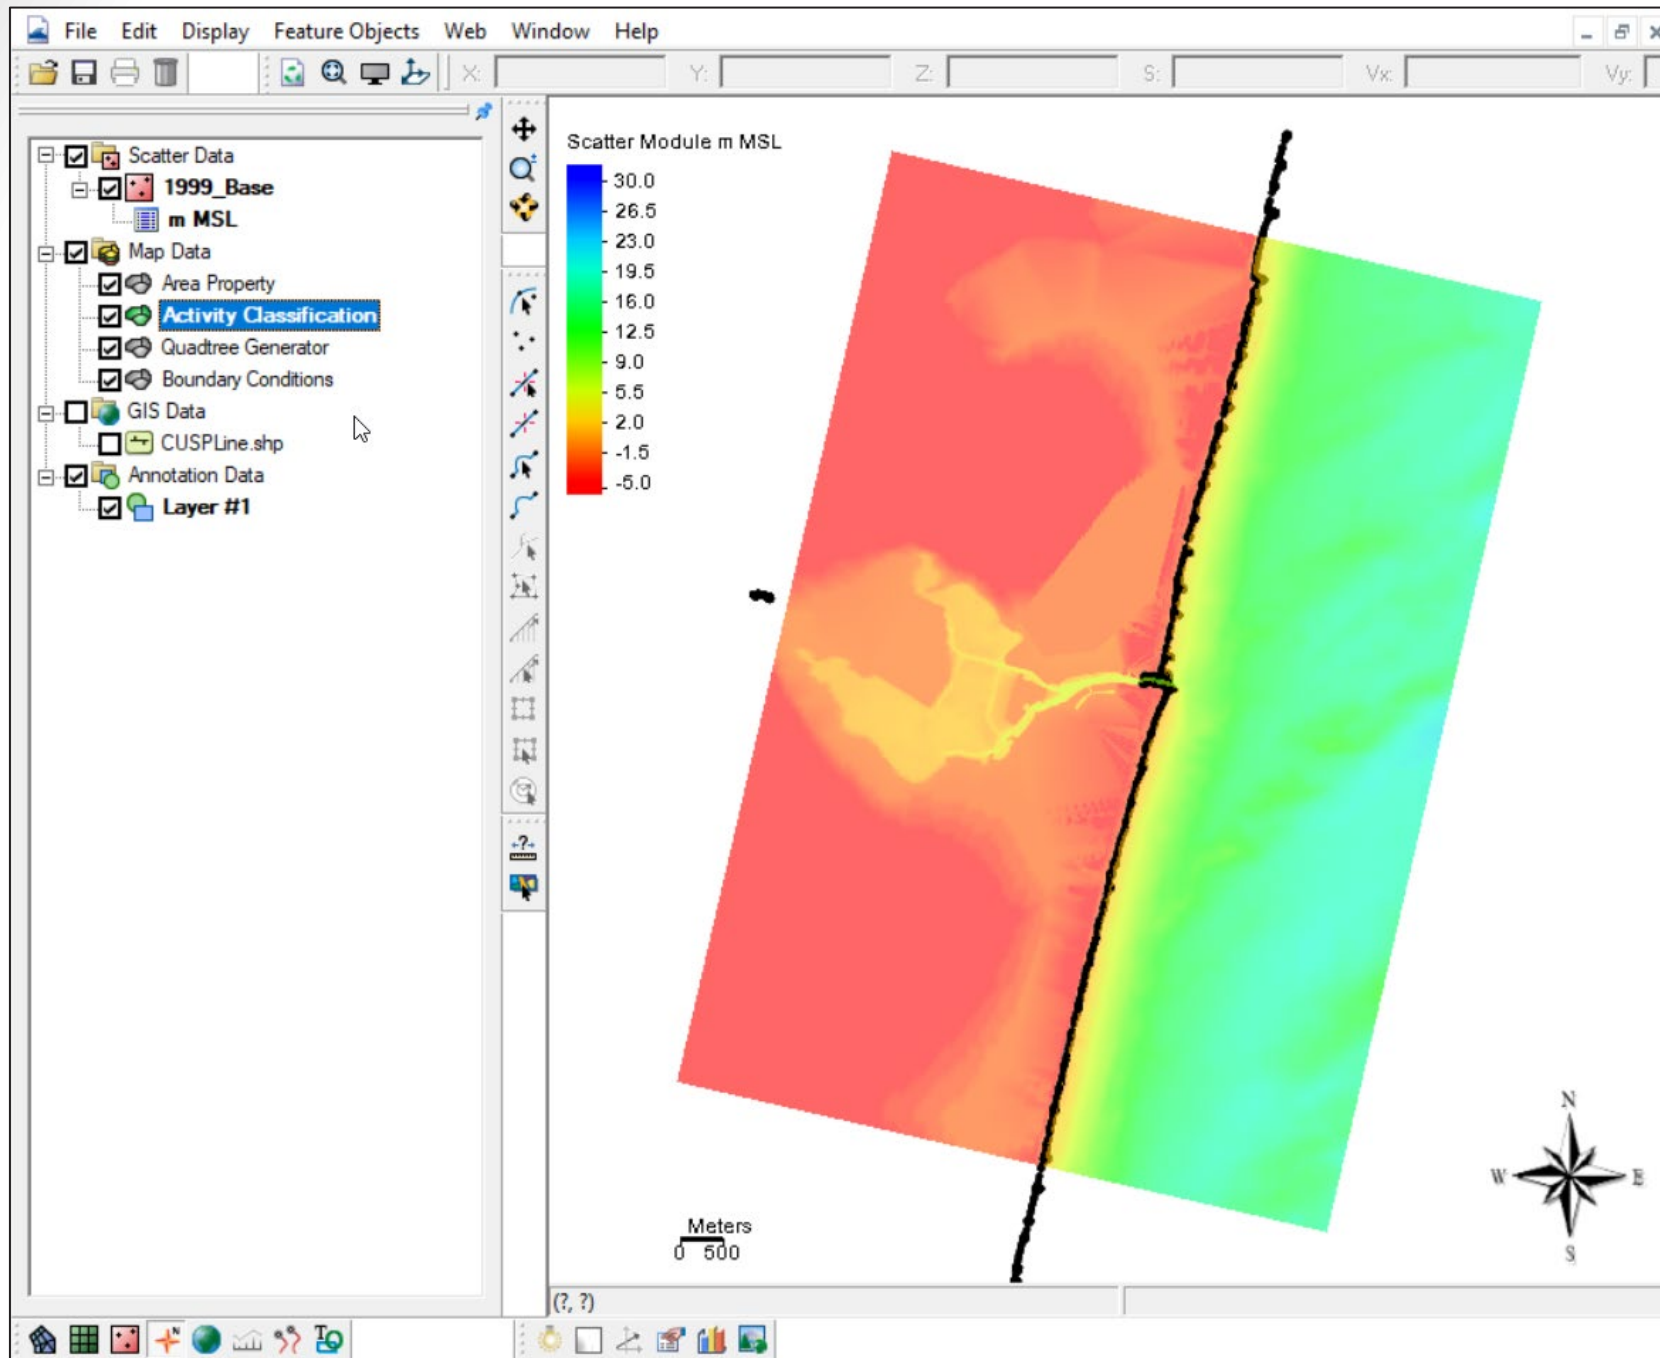 File Edit Display Feature Objects Web Window Help
X: Y: Z: S: Vx: Vy:
Scatter Data
1999_Base
m MSL
Map Data
Area Property
Activity Classification
Quadtree Generator
Boundary Conditions
GIS Data
CUSPLine.shp
Annotation Data
Layer #1
Scatter Module m MSL
30.0
26.5
23.0
19.5
16.0
12.5
9.0
5.5
2.0
-1.5
-5.0
N
W E
S
Meters
0 500
(?, ?)